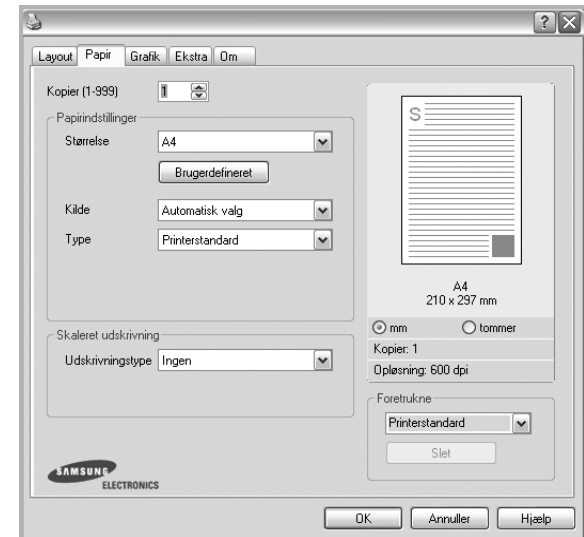 Layout Papir Grafik Ekstra Om
Kopier (1-999) 1
Papirindstillinger
Størrelse A4
Brugerdefineret
Kilde Automatisk valg
Type Printerstandard
Skaleret udskrivning
Udskrivningstype Ingen
SAMSUNG
ELECTRONICS
S
A4
210 x 297 mm
mm tommer
Kopier: 1
Opløsning: 600 dpi
Foretrukne
Printerstandard
Slet
OK Annuller Hjælp